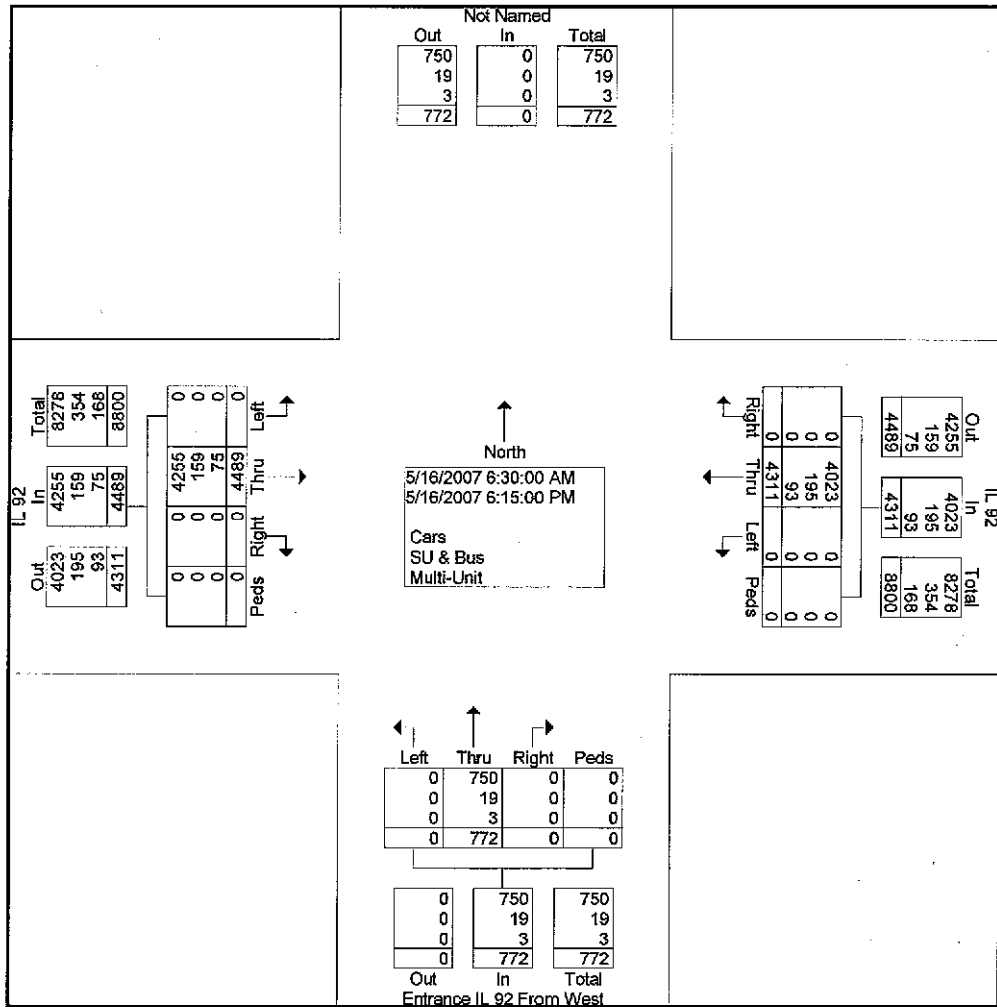 Not Named
Out In Total
750 0 750
19 0 19
3 0 3
772 0 772
IL 92
Total
8278
354
168
8800
In
4255
159
75
4489
Out
4023
195
93
4311
Left
0
0
0
0
Thru
4255
159
75
4489
Right
0
0
0
0
Peds
0
0
0
0
North
5/16/2007 6:30:00 AM
5/16/2007 6:15:00 PM
Cars
SU & Bus
Multi-Unit
Right
0
0
0
0
Thru
4023
195
93
4311
Left
0
0
0
0
Peds
0
0
0
0
IL 92
Out
4255
159
75
4489
In
4023
195
93
4311
Total
8278
354
168
8800
Left Thru Right Peds
0 750 0 0
0 19 0 0
0 3 0 0
0 772 0 0
0 750 750
0 19 19
0 3 3
0 772 772
Out In Total
Entrance IL 92 From West